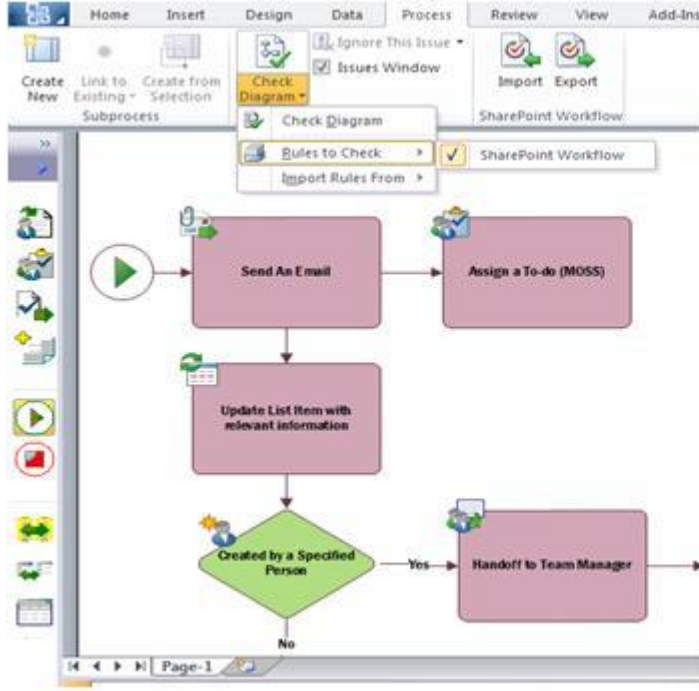 Home Insert Design Data Process Review View Add-Ins
Ignore This Issue
Issues Window
Create New
Link to Existing
Create from Selection
Check Diagram
Import
Export
Subprocess
SharePoint Workflow
Check Diagram
Rules to Check
SharePoint Workflow
Import Rules From
Send An Email
Assign a To-do (MOSS)
Update List Item with
relevant information
Created by a Specified
Person
Yes
Handoff to Team Manager
No
Page-1